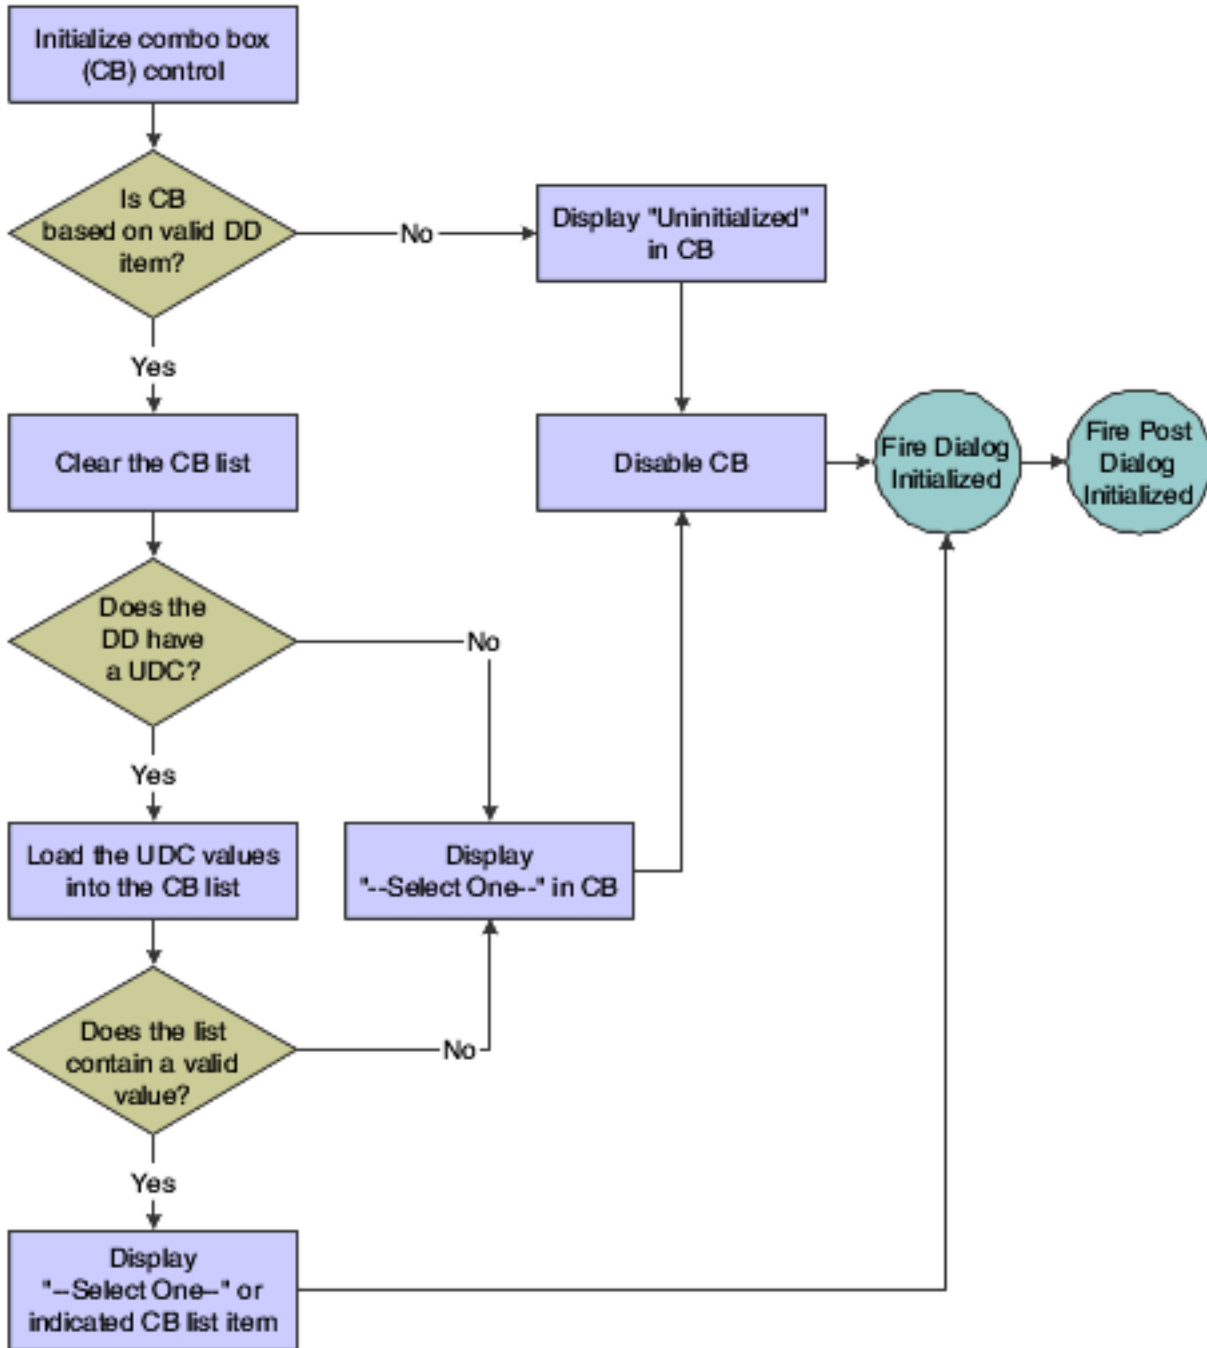 Initialize combo box
(CB) control
Is CB
based on valid DD
item?
No
Display "Uninitialized"
in CB
Yes
Clear the CB list
Disable CB
Fire Dialog
Initialized
Fire Post
Dialog
Initialized
Does the
DD have
a UDC?
No
Yes
Load the UDC values
into the CB list
Display
"--Select One--" in CB
Does the list
contain a valid
value?
No
Yes
Display
"--Select One--" or
indicated CB list item